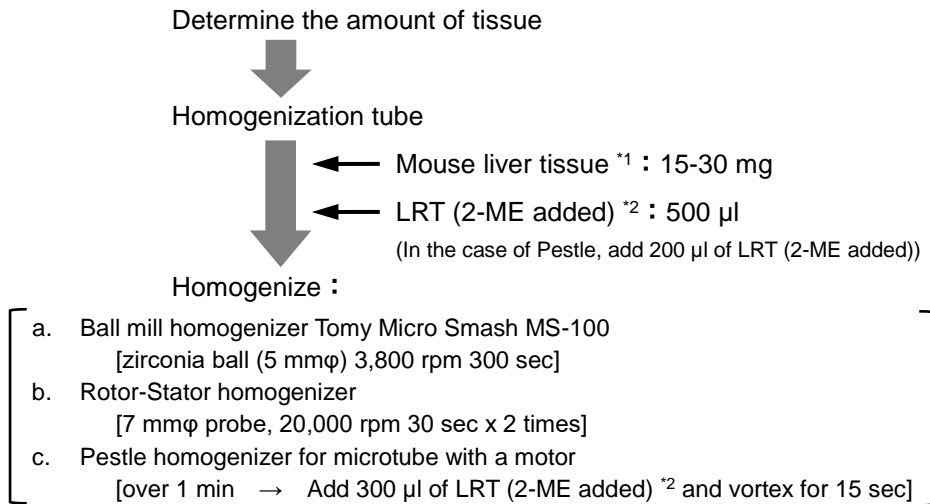 Determine the amount of tissue
Homogenization tube
Mouse liver tissue *1：15-30 mg
LRT (2-ME added) *2：500 µl
(In the case of Pestle, add 200 µl of LRT (2-ME added))
Homogenize：
a. Ball mill homogenizer Tomy Micro Smash MS-100
[zirconia ball (5 mmφ) 3,800 rpm 300 sec]
b. Rotor-Stator homogenizer
[7 mmφ probe, 20,000 rpm 30 sec x 2 times]
c. Pestle homogenizer for microtube with a motor
[over 1 min → Add 300 µl of LRT (2-ME added) *2 and vortex for 15 sec]